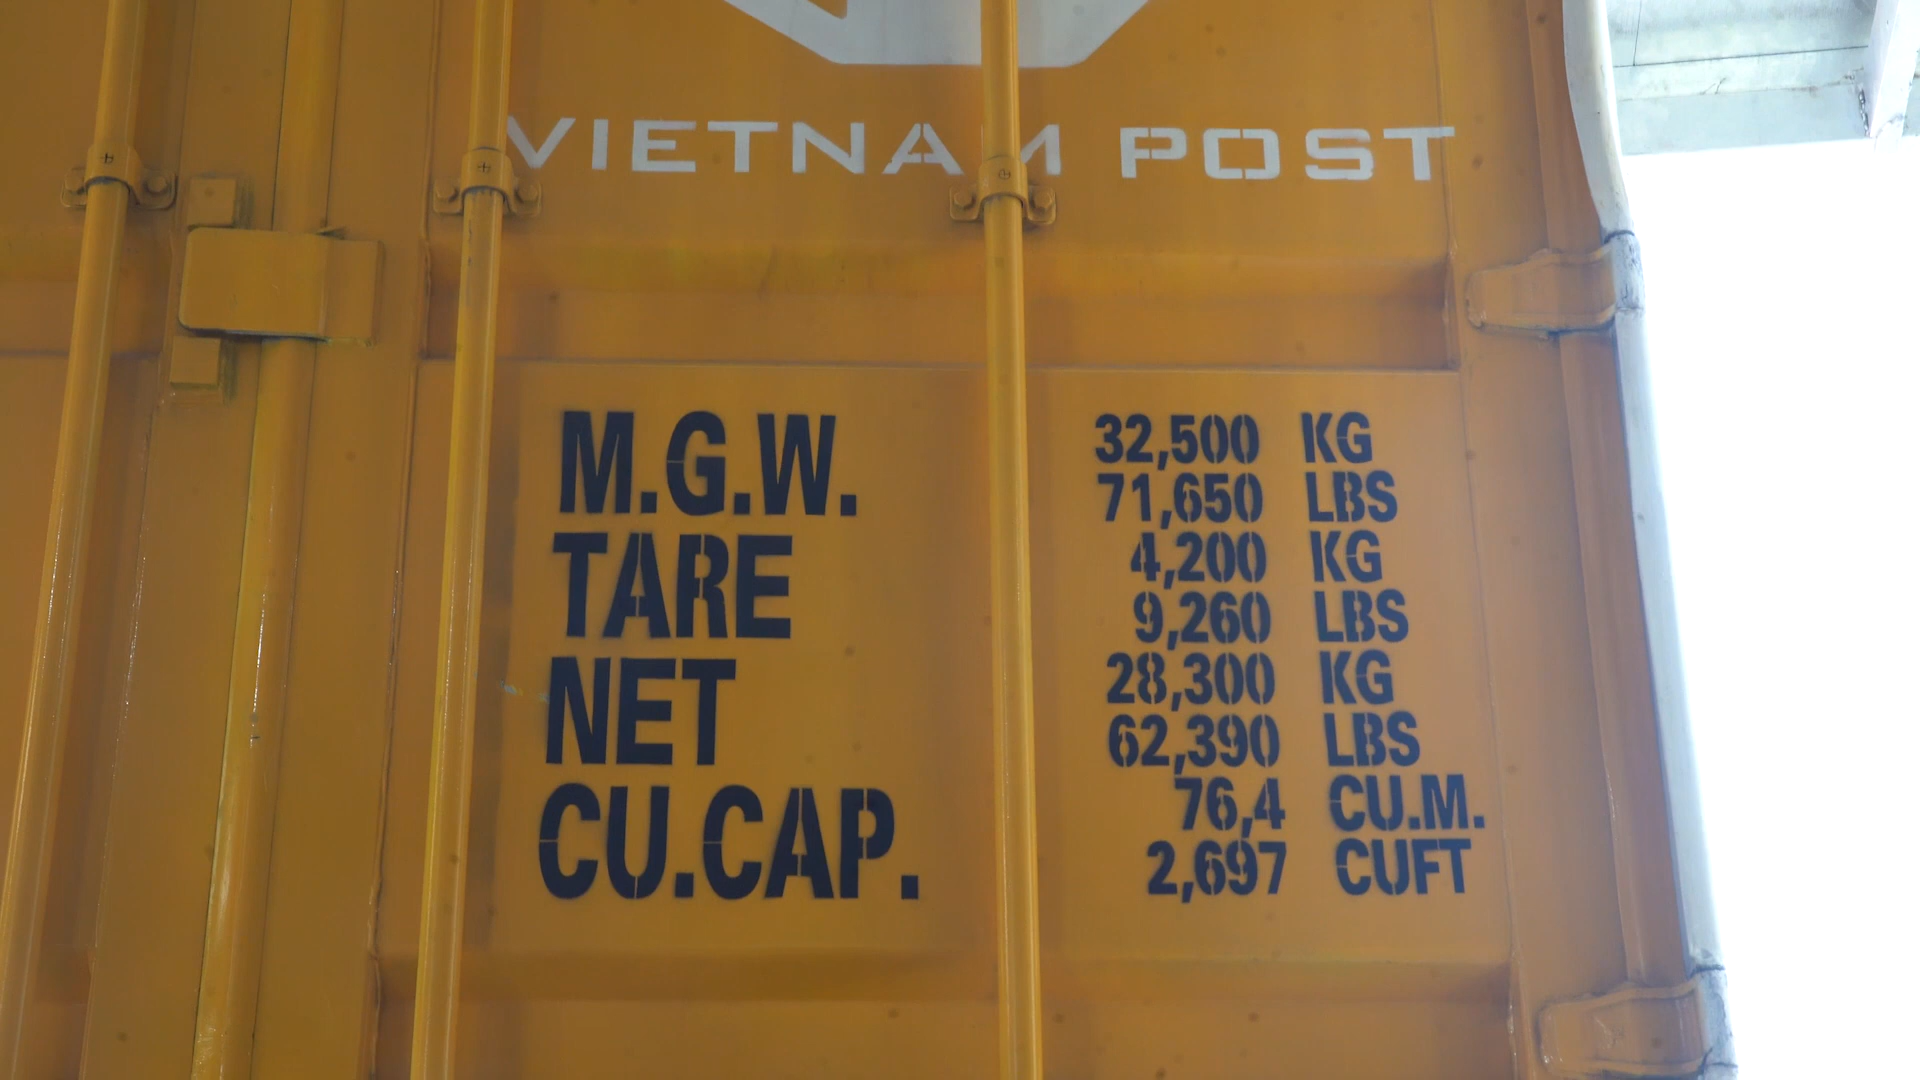 VIETNAM POST
M.G.W. 32,500 KG
71,650 LBS
TARE 4,200 KG
9,260 LBS
NET 28,300 KG
62,390 LBS
CU.CAP. 76,4 CU.M.
2,697 CUFT